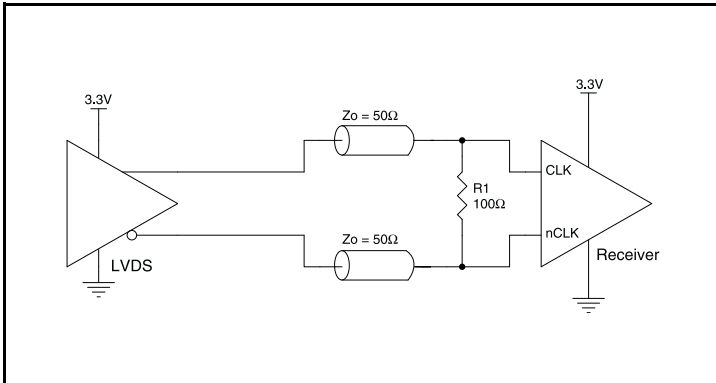 3.3V
3.3V
Zo = 50Ω
CLK
R1
100Ω
nCLK
Zo = 50Ω
Receiver
LVDS